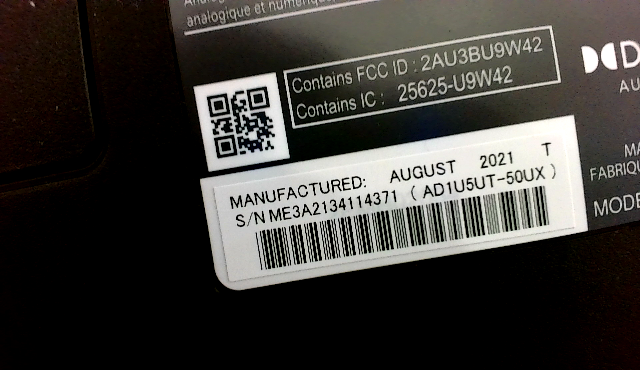 analogique et numérique
Contains FCC ID : 2AU3BU9W42
Contains IC : 25625-U9W42
MANUFACTURED: AUGUST 2021 T
S/N ME3A2134114371 ( AD1U5UT-50UX )
AU
MA
FABRIQU
MODE